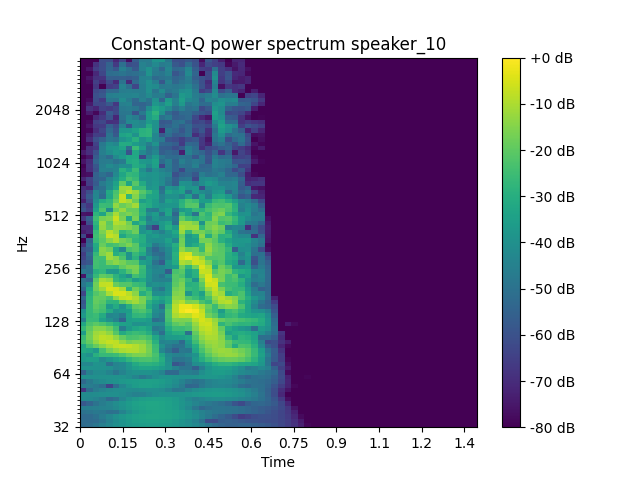 Constant-Q power spectrum speaker_10
+0 dB
-10 dB
-20 dB
-30 dB
-40 dB
-50 dB
-60 dB
-70 dB
-80 dB
2048
1024
512
256
128
64
32
Hz
0 0.15 0.3 0.45 0.6 0.75 0.9 1.1 1.2 1.4
Time